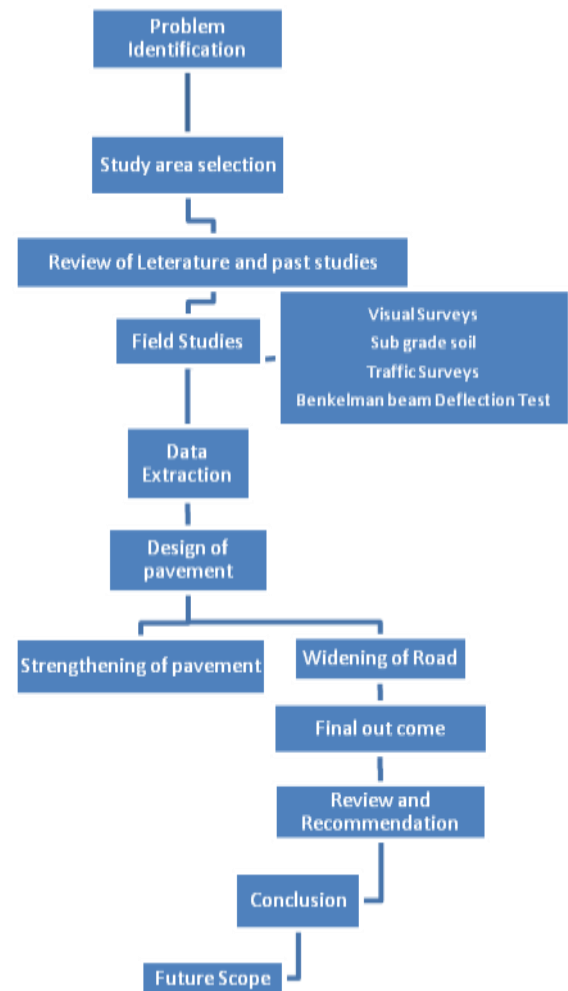 Problem
Identification
Study area selection
Review of Leterature and past studies
Field Studies
Visual Surveys
Sub grade soil
Traffic Surveys
Benkelman beam Deflection Test
Data
Extraction
Design of
pavement
Strengthening of pavement
Widening of Road
Final out come
Review and
Recommendation
Conclusion
Future Scope